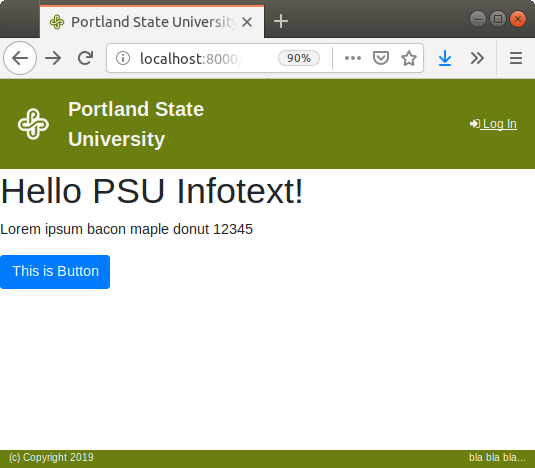 Portland State University
localhost:8000/
90%
Portland State
University
Log In
Hello PSU Infotext!
Lorem ipsum bacon maple donut 12345
This is Button
(c) Copyright 2019
bla bla bla...